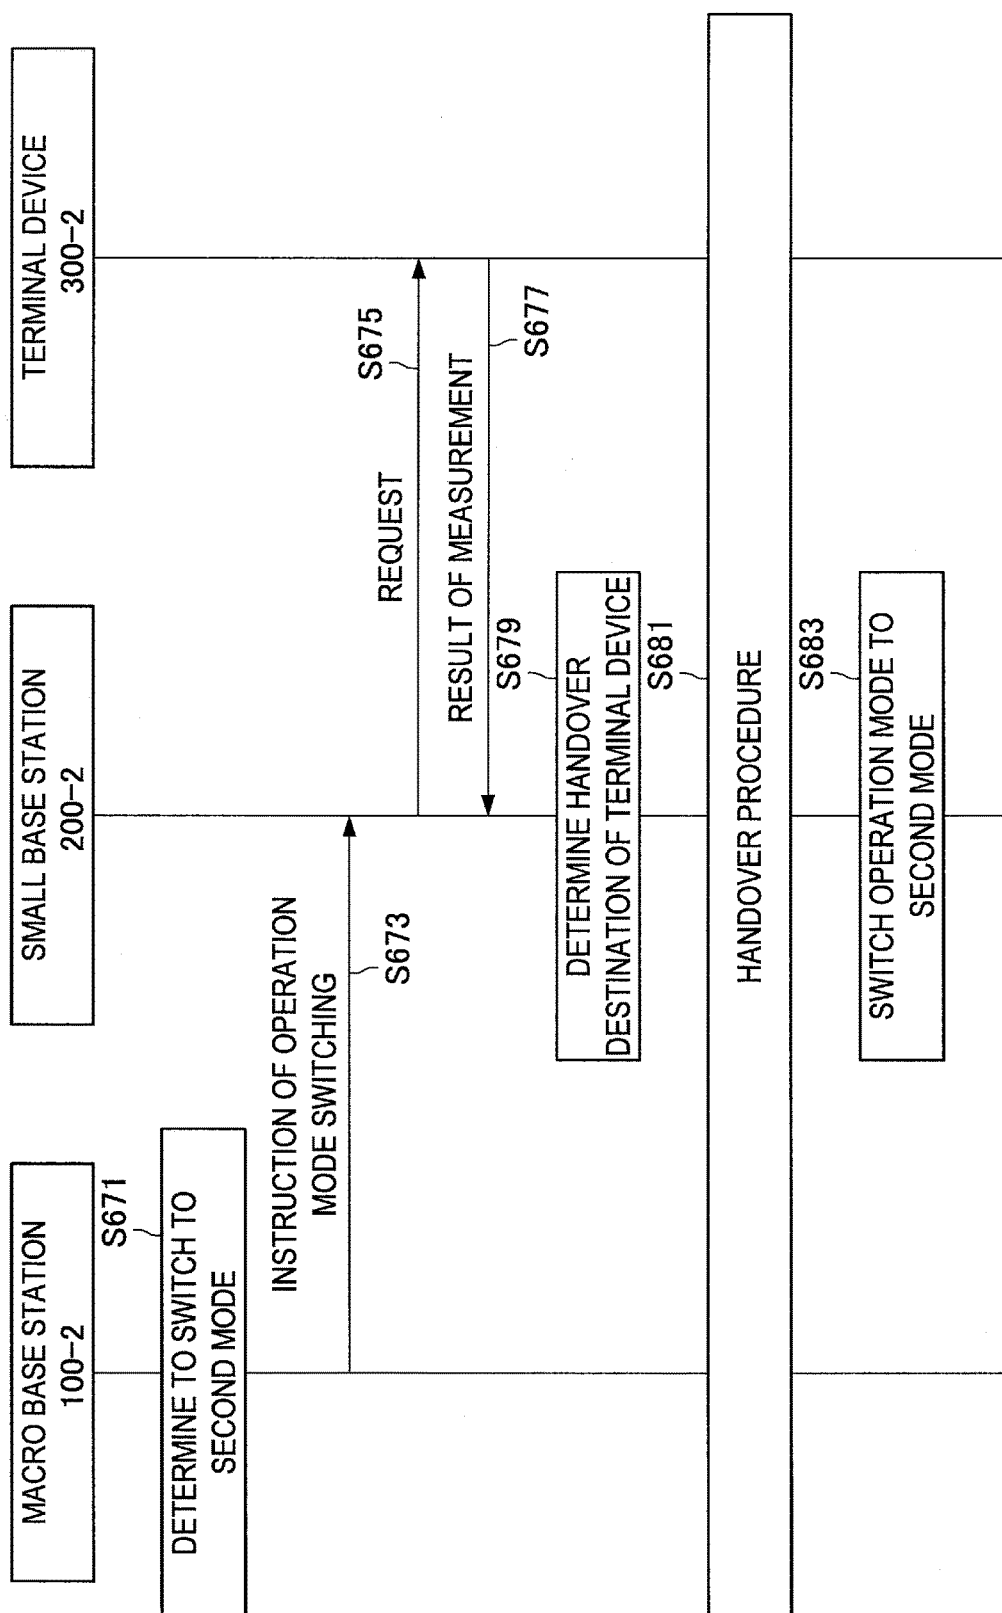 MACRO BASE STATION
100-2
SMALL BASE STATION
200-2
TERMINAL DEVICE
300-2
S671
DETERMINE TO SWITCH TO
SECOND MODE
INSTRUCTION OF OPERATION
MODE SWITCHING
S673
REQUEST
S675
RESULT OF MEASUREMENT
S677
S679
DETERMINE HANDOVER
DESTINATION OF TERMINAL DEVICE
S681
HANDOVER PROCEDURE
S683
SWITCH OPERATION MODE TO
SECOND MODE